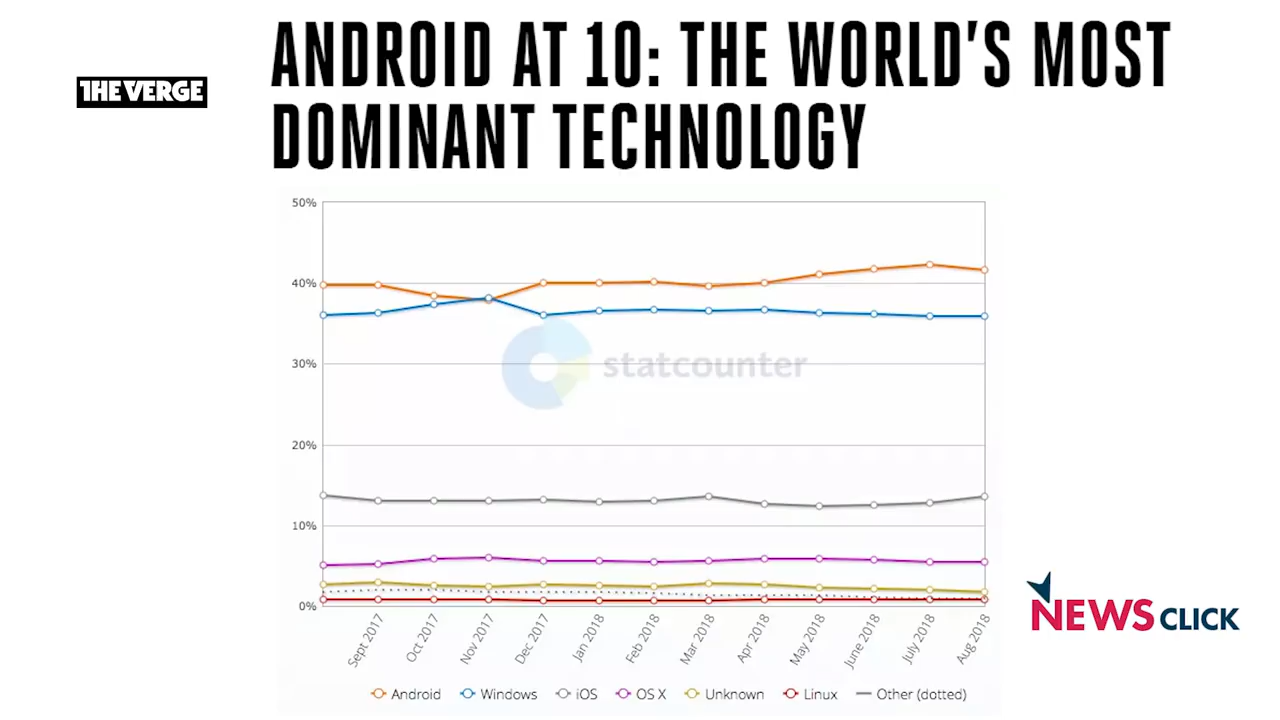 THE VERGE
ANDROID AT 10: THE WORLD'S MOST
DOMINANT TECHNOLOGY
50%
40%
30%
20%
10%
0%
statcounter
Sept 2017
Oct 2017
Nov 2017
Dec 2017
Jan 2018
Feb 2018
Mar 2018
Apr 2018
May 2018
June 2018
July 2018
Aug 2018
Android Windows iOS OS X Unknown Linux Other (dotted)
NEWSCLICK